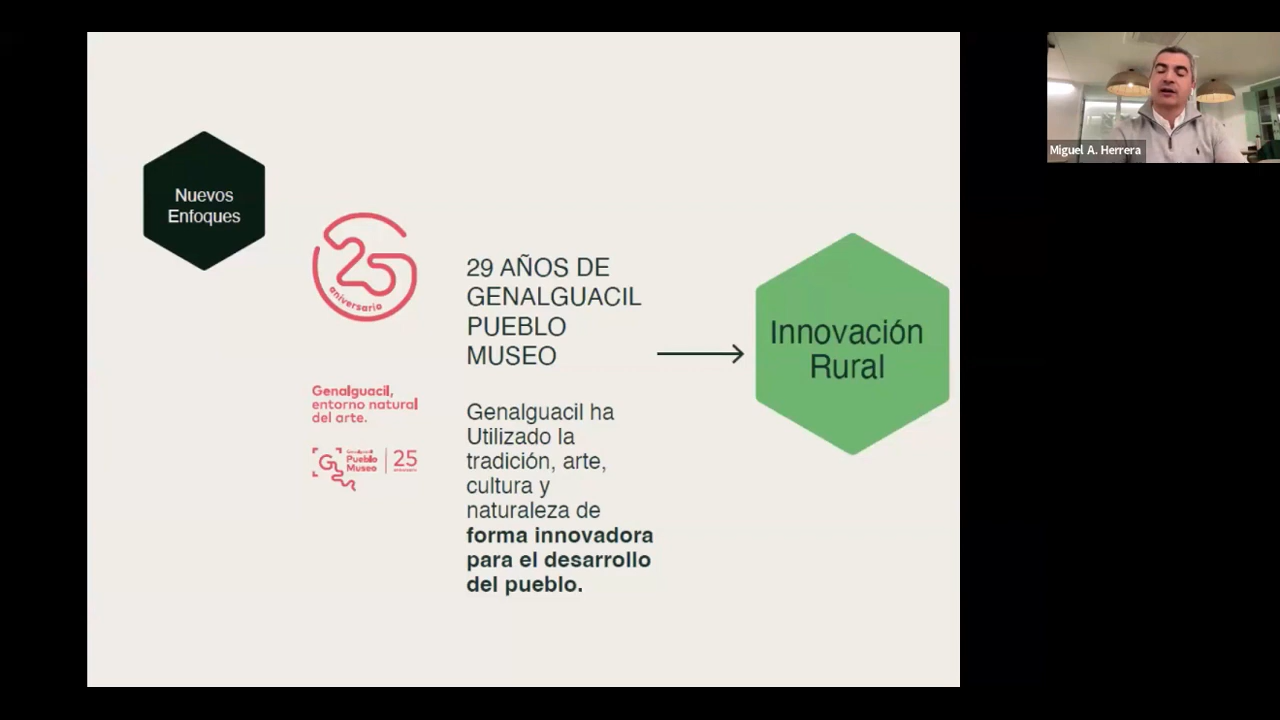 Nuevos
Enfoques
25
aniversario
Genalguacil,
entorno natural
del arte.
G
Genalguacil
Pueblo
Museo
25
aniversario
29 AÑOS DE
GENALGUACIL
PUEBLO
MUSEO
Genalguacil ha
Utilizado la
tradición, arte,
cultura y
naturaleza de
forma innovadora
para el desarrollo
del pueblo.
Innovación
Rural
Miguel A. Herrera